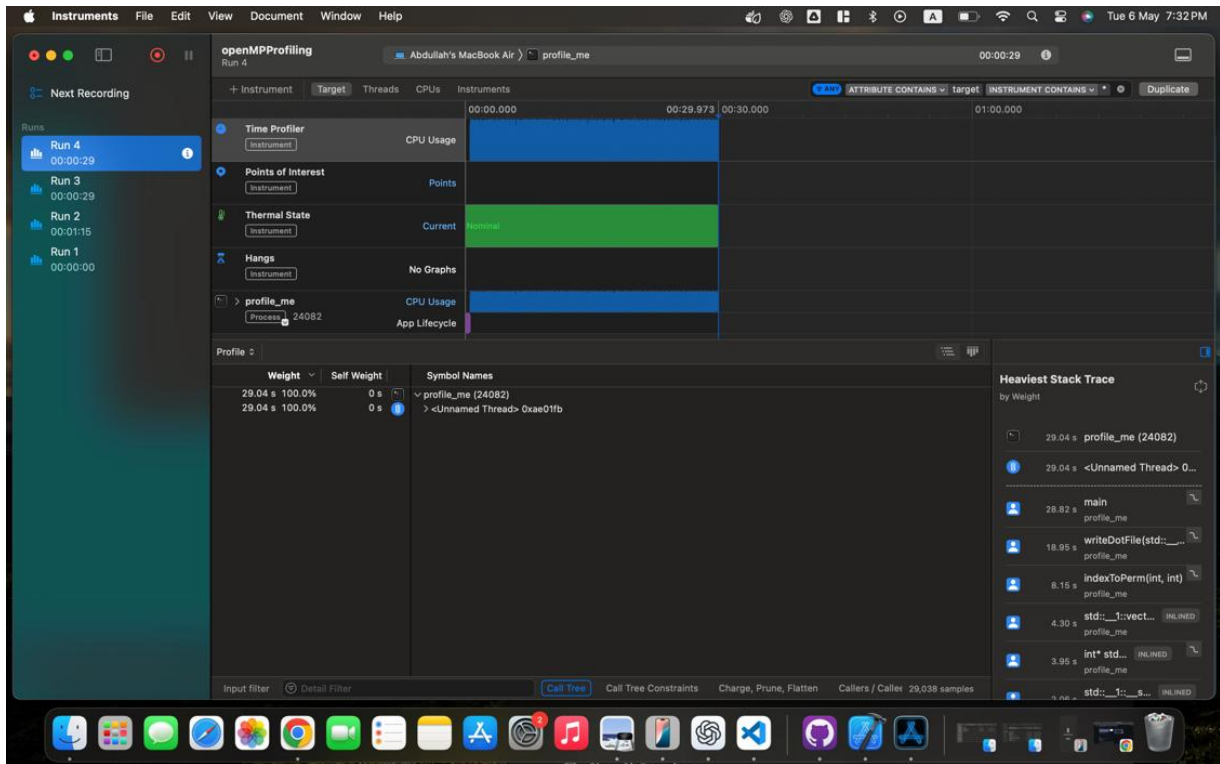 Instruments File Edit View Document Window Help A Tue 6 May 7:32 PM
openMPProfiling
Run 4
Abdullah's MacBook Air 〉 profile_me
00:00:29
Next Recording
Runs
Run 4
00:00:29
Run 3
00:00:29
Run 2
00:01:15
Run 1
00:00:00
+ Instrument Target Threads CPUs Instruments
ANY ATTRIBUTE CONTAINS target INSTRUMENT CONTAINS * Duplicate
00:00.000 00:29.973 00:30.000 01:00.000
Time Profiler
Instrument
CPU Usage
Points of Interest
Instrument
Points
Thermal State
Instrument
Current
Nominal
Hangs
Instrument
No Graphs
profile_me
Process 24082
CPU Usage
App Lifecycle
Profile
Weight Self Weight Symbol Names
29.04 s 100.0% 0 s profile_me (24082)
29.04 s 100.0% 0 s <Unnamed Thread> 0xae01fb
Heaviest Stack Trace
by Weight
29.04 s profile_me (24082)
29.04 s <Unnamed Thread> 0...
28.82 s main
profile_me
18.95 s writeDotFile(std::__...
profile_me
8.15 s indexToPerm(int, int)
profile_me
4.30 s std::__1::vect... INLINED
profile_me
3.95 s int* std... INLINED
profile_me
std::__1::__s... INLINED
Input filter Detail Filter Call Tree Call Tree Constraints Charge, Prune, Flatten Callers / Callee 29,038 samples
2